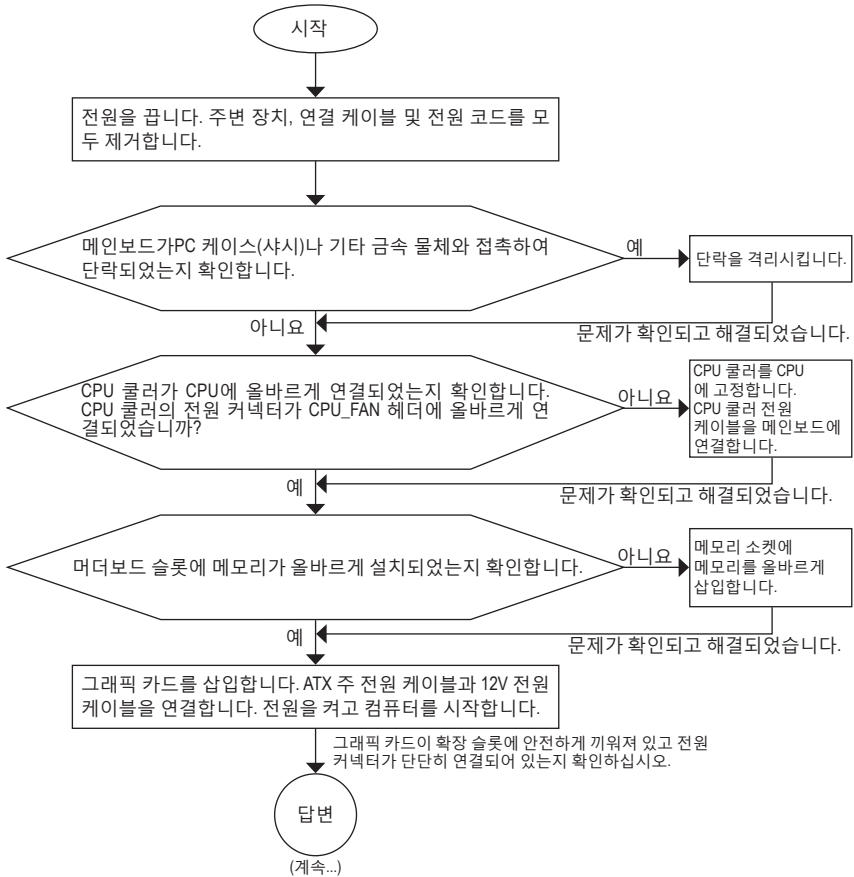 시작
전원을 끕니다. 주변 장치, 연결 케이블 및 전원 코드를 모
두 제거합니다.
메인보드가PC 케이스(샤시)나 기타 금속 물체와 접촉하여
단락되었는지 확인합니다.
예
단락을 격리시킵니다.
아니요
문제가 확인되고 해결되었습니다.
CPU 쿨러가 CPU에 올바르게 연결되었는지 확인합니다.
CPU 쿨러의 전원 커넥터가 CPU_FAN 헤더에 올바르게 연
결되었습니까?
아니요
CPU 쿨러를 CPU
에 고정합니다.
CPU 쿨러 전원
케이블을 메인보드에
연결합니다.
예
문제가 확인되고 해결되었습니다.
머더보드 슬롯에 메모리가 올바르게 설치되었는지 확인합니다.
아니요
메모리 소켓에
메모리를 올바르게
삽입합니다.
예
문제가 확인되고 해결되었습니다.
그래픽 카드를 삽입합니다. ATX 주 전원 케이블과 12V 전원
케이블을 연결합니다. 전원을 켜고 컴퓨터를 시작합니다.
그래픽 카드이 확장 슬롯에 안전하게 끼워져 있고 전원
커넥터가 단단히 연결되어 있는지 확인하십시오.
답변
(계속...)